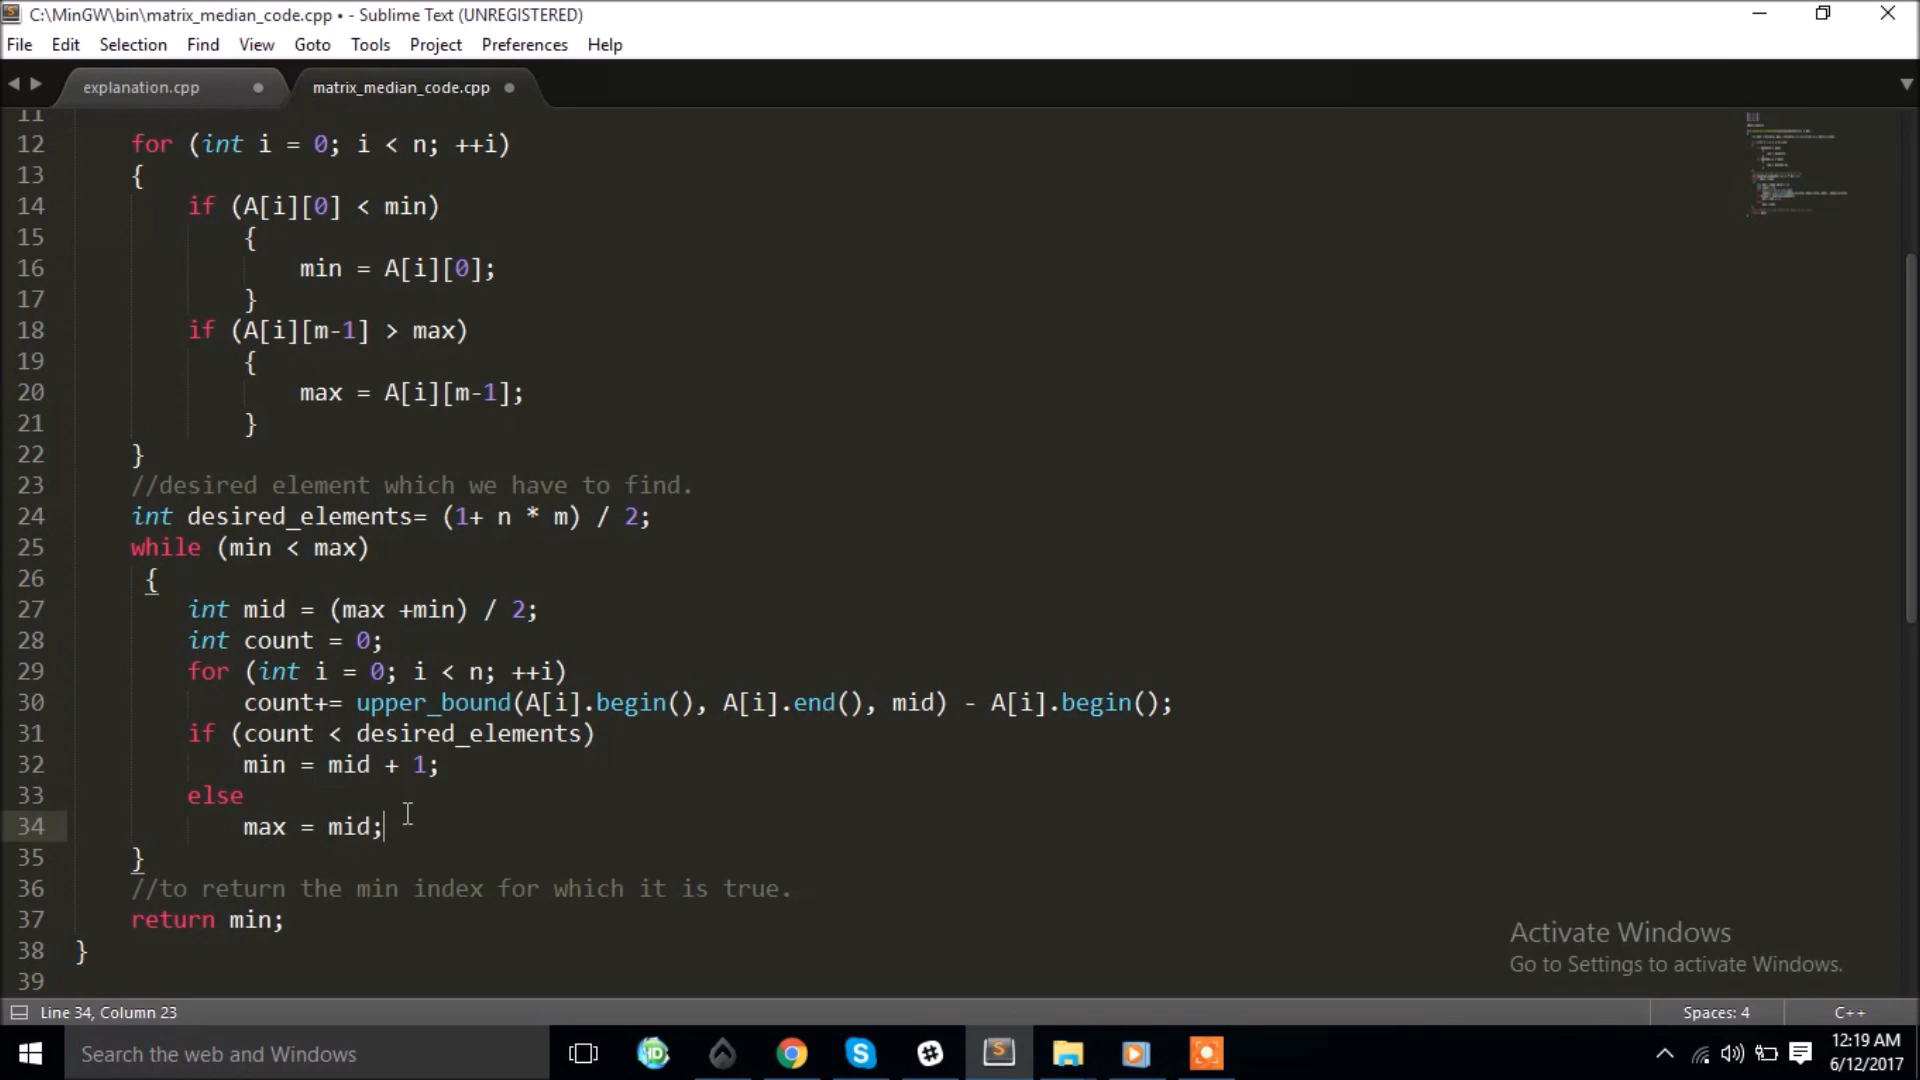 C:\MinGW\bin\matrix_median_code.cpp • - Sublime Text (UNREGISTERED)
File Edit Selection Find View Goto Tools Project Preferences Help
explanation.cpp matrix_median_code.cpp
11
12 for (int i = 0; i < n; ++i)
13 {
14 if (A[i][0] < min)
15 {
16 min = A[i][0];
17 }
18 if (A[i][m-1] > max)
19 {
20 max = A[i][m-1];
21 }
22 }
23 //desired element which we have to find.
24 int desired_elements= (1+ n * m) / 2;
25 while (min < max)
26 {
27 int mid = (max +min) / 2;
28 int count = 0;
29 for (int i = 0; i < n; ++i)
30 count+= upper_bound(A[i].begin(), A[i].end(), mid) - A[i].begin();
31 if (count < desired_elements)
32 min = mid + 1;
33 else
34 max = mid;
35 }
36 //to return the min index for which it is true.
37 return min;
38 }
39
Activate Windows
Go to Settings to activate Windows.
Line 34, Column 23 Spaces: 4 C++
Search the web and Windows
12:19 AM
6/12/2017